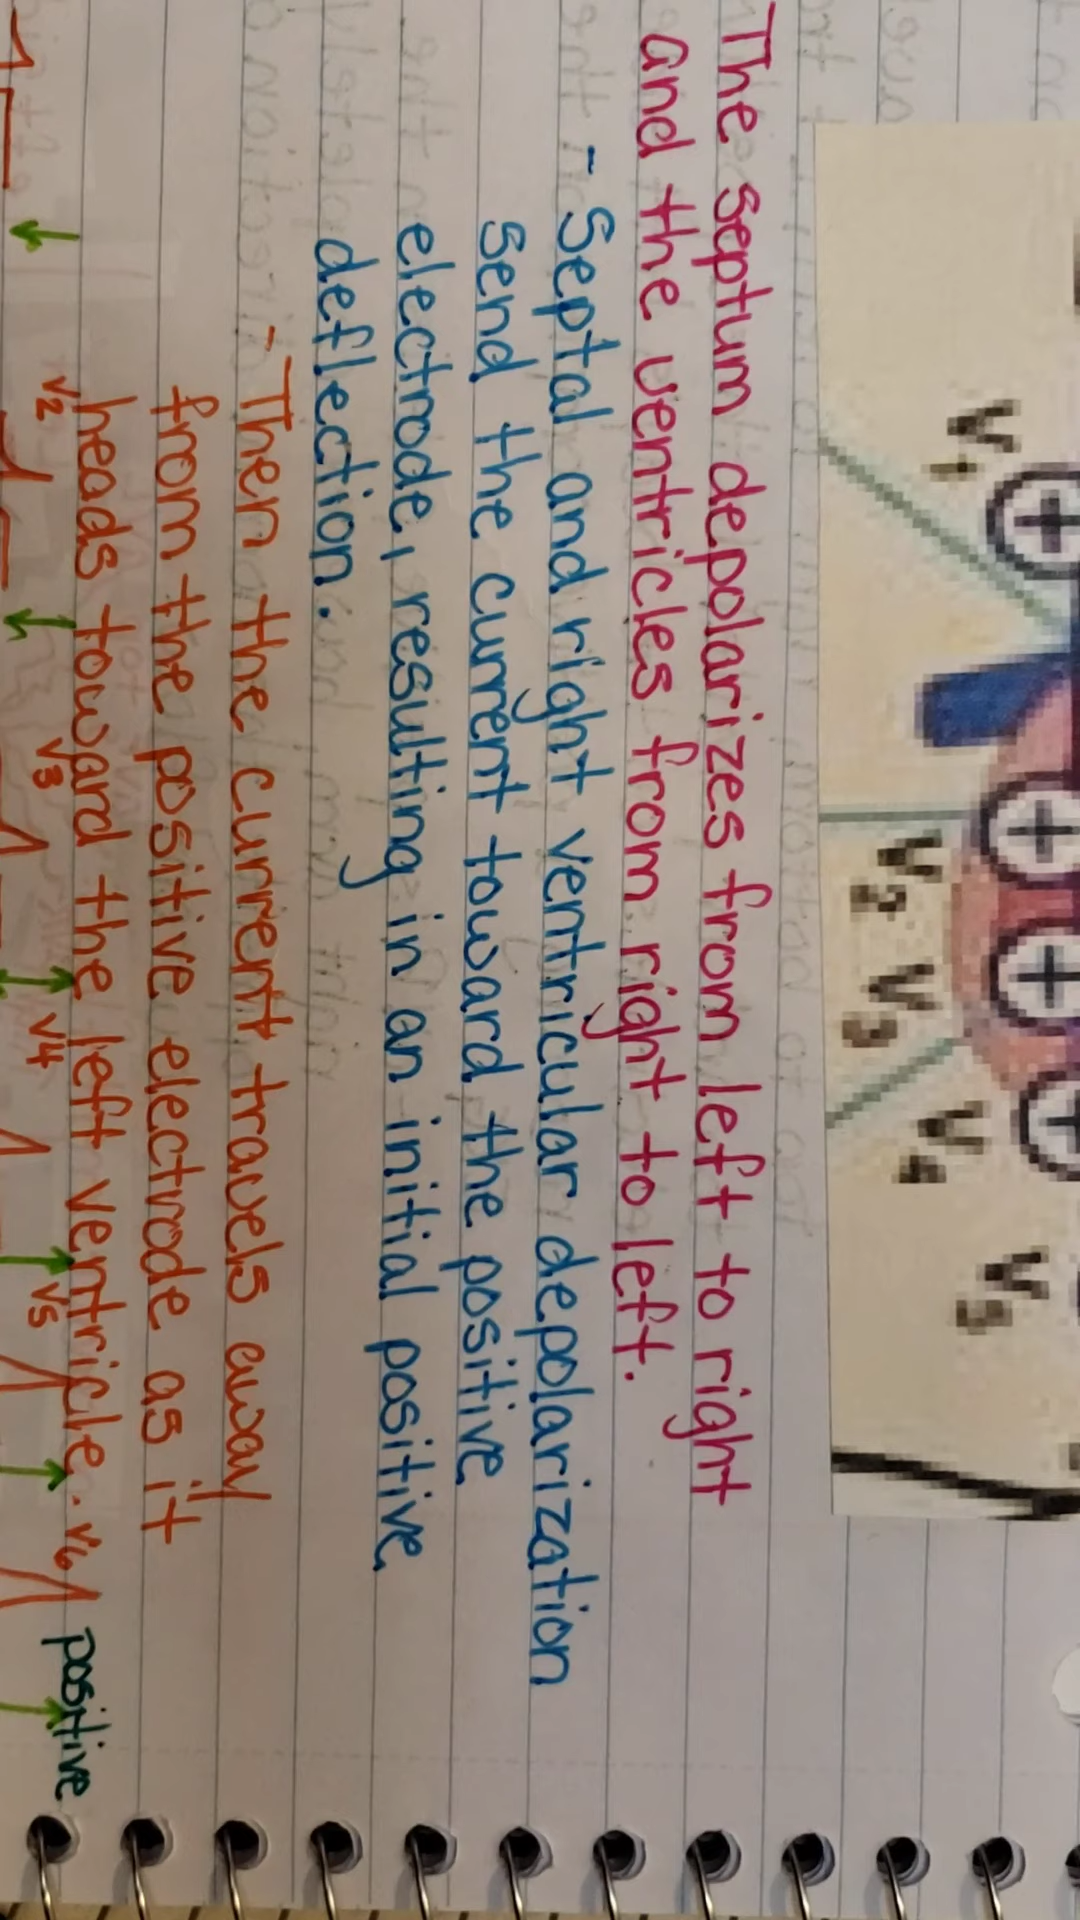 V1
V2
V3
V4
V5
The septum depolarizes from left to right
and the ventricles from right to left.
- Septal and right ventricular depolarization
send the current toward the positive
electrode, resulting in an initial positive
deflection.
- Then the current travels away
from the positive electrode as it
heads toward the left ventricle.
V2 V3 V4 V5 V6 positive